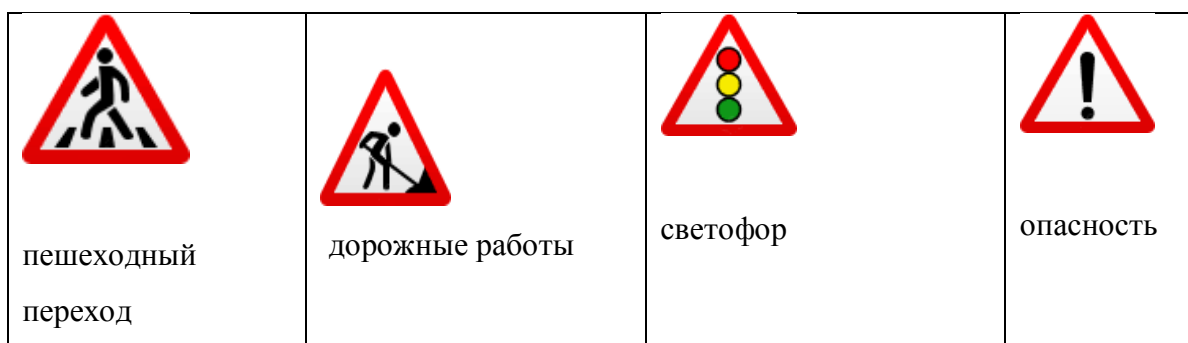 пешеходный
переход
дорожные работы
светофор
опасность